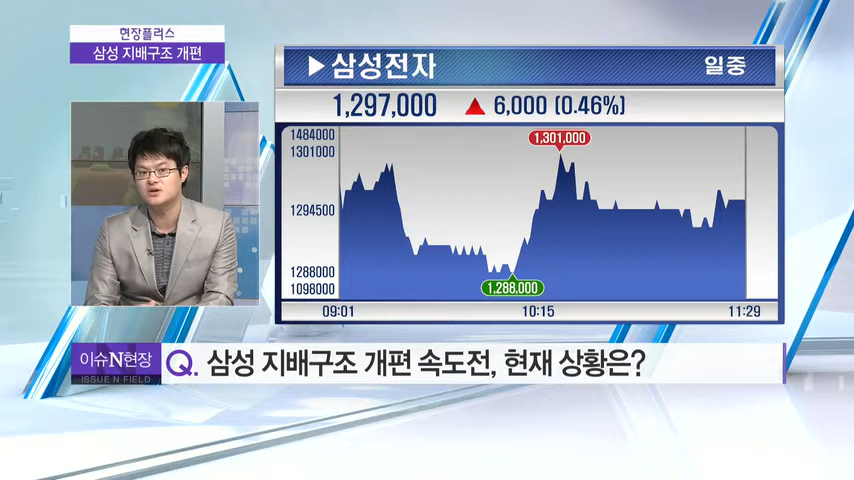 현장플러스
삼성 지배구조 개편
▶삼성전자 일중
1,297,000 ▲ 6,000 (0.46%)
1484000
1301000
1294500
1288000
1098000
1,301,000
1,288,000
09:01 10:15 11:29
이슈N현장
ISSUE N FIELD
Q. 삼성 지배구조 개편 속도전, 현재 상황은?